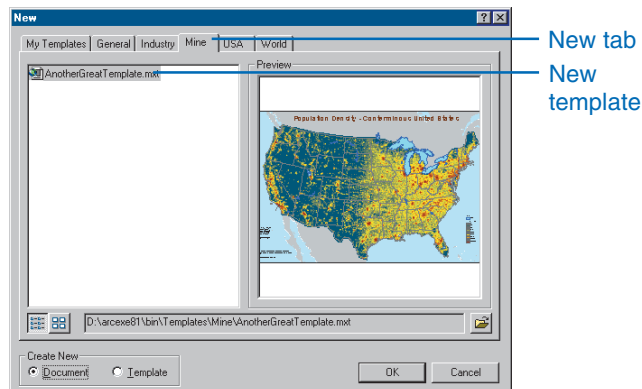 New
My Templates General Industry Mine USA World
New tab
AnotherGreatTemplate.mxt
Preview
New
template
Population Density - Conterminous United States
D:\arcexe81\bin\Templates\Mine\AnotherGreatTemplate.mxt
Create New
Document Template
OK Cancel